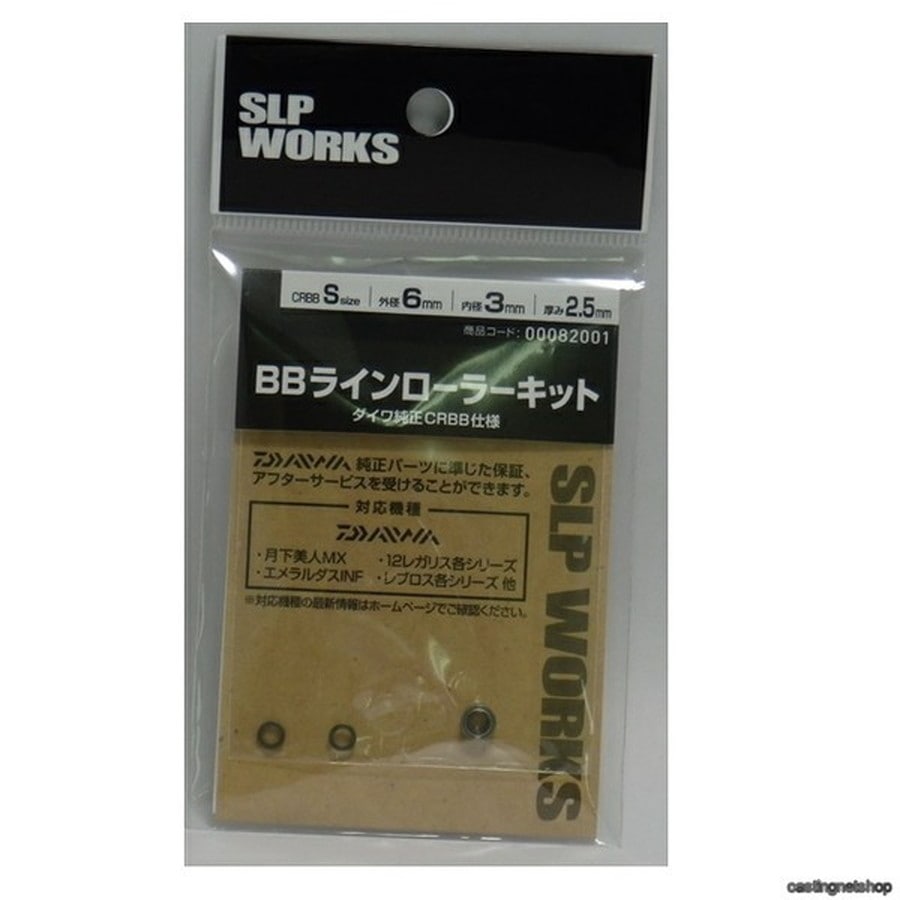 SLP
WORKS
CRBB S size | 外径6mm | 内径3mm | 厚み2.5mm
商品コード: 00082001
BBラインローラーキット
ダイワ純正CRBB仕様
DAIWA 純正パーツに準じた保証、
アフターサービスを受けることができます。
対応機種
DAIWA
・月下美人MX ・12レガリス各シリーズ
・エメラルダスINF ・レブロス各シリーズ 他
※対応機種の最新情報はホームページでご確認ください。
SLP WORKS
castingnetshop